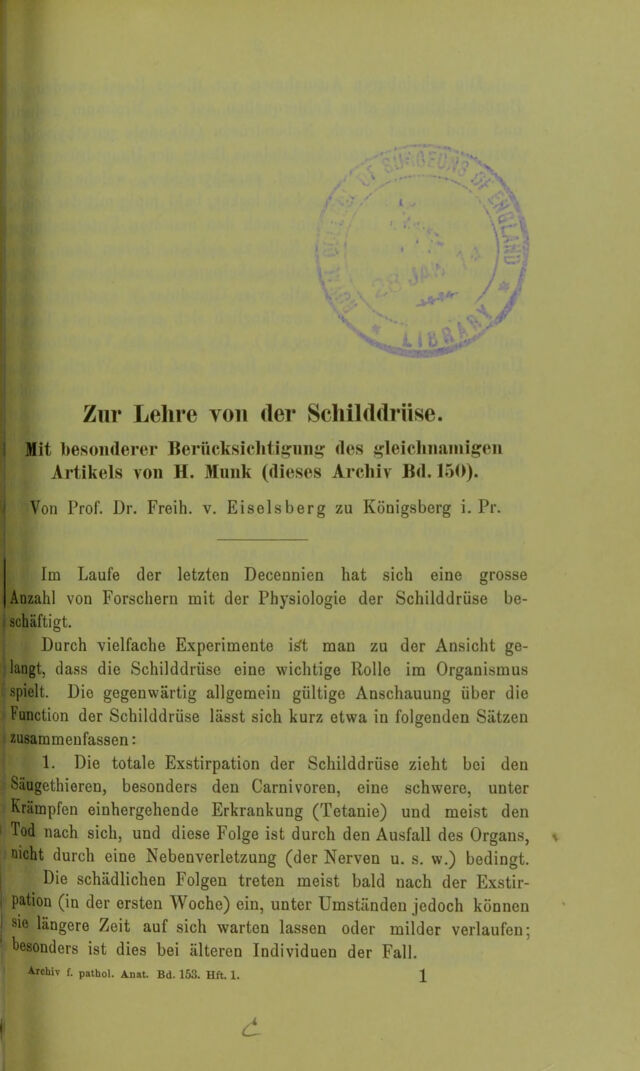 COLLEGE OF SURGEONS OF ENGLAND
28 JAN
* LIBRARY *
Zur Lehre von der Schilddrüse.
Mit besonderer Berücksichtigung des gleichnamigen
Artikels von H. Munk (dieses Archiv Bd. 150).
Von Prof. Dr. Freih. v. Eiselsberg zu Königsberg i. Pr.
Im Laufe der letzten Decennien hat sich eine grosse
Anzahl von Forschern mit der Physiologie der Schilddrüse be-
schäftigt.
Durch vielfache Experimente ist man zu der Ansicht ge-
langt, dass die Schilddrüse eine wichtige Rolle im Organismus
spielt. Die gegenwärtig allgemein gültige Anschauung über die
Function der Schilddrüse lässt sich kurz etwa in folgenden Sätzen
zusammenfassen:
1. Die totale Exstirpation der Schilddrüse zieht bei den
Säugethieren, besonders den Carnivoren, eine schwere, unter
Krämpfen einhergehende Erkrankung (Tetanie) und meist den
Tod nach sich, und diese Folge ist durch den Ausfall des Organs,
nicht durch eine Nebenverletzung (der Nerven u. s. w.) bedingt.
Die schädlichen Folgen treten meist bald nach der Exstir-
pation (in der ersten Woche) ein, unter Umständen jedoch können
sie längere Zeit auf sich warten lassen oder milder verlaufen;
besonders ist dies bei älteren Individuen der Fall.
Archiv f. pathol. Anat. Bd. 153. Hft. 1. 1